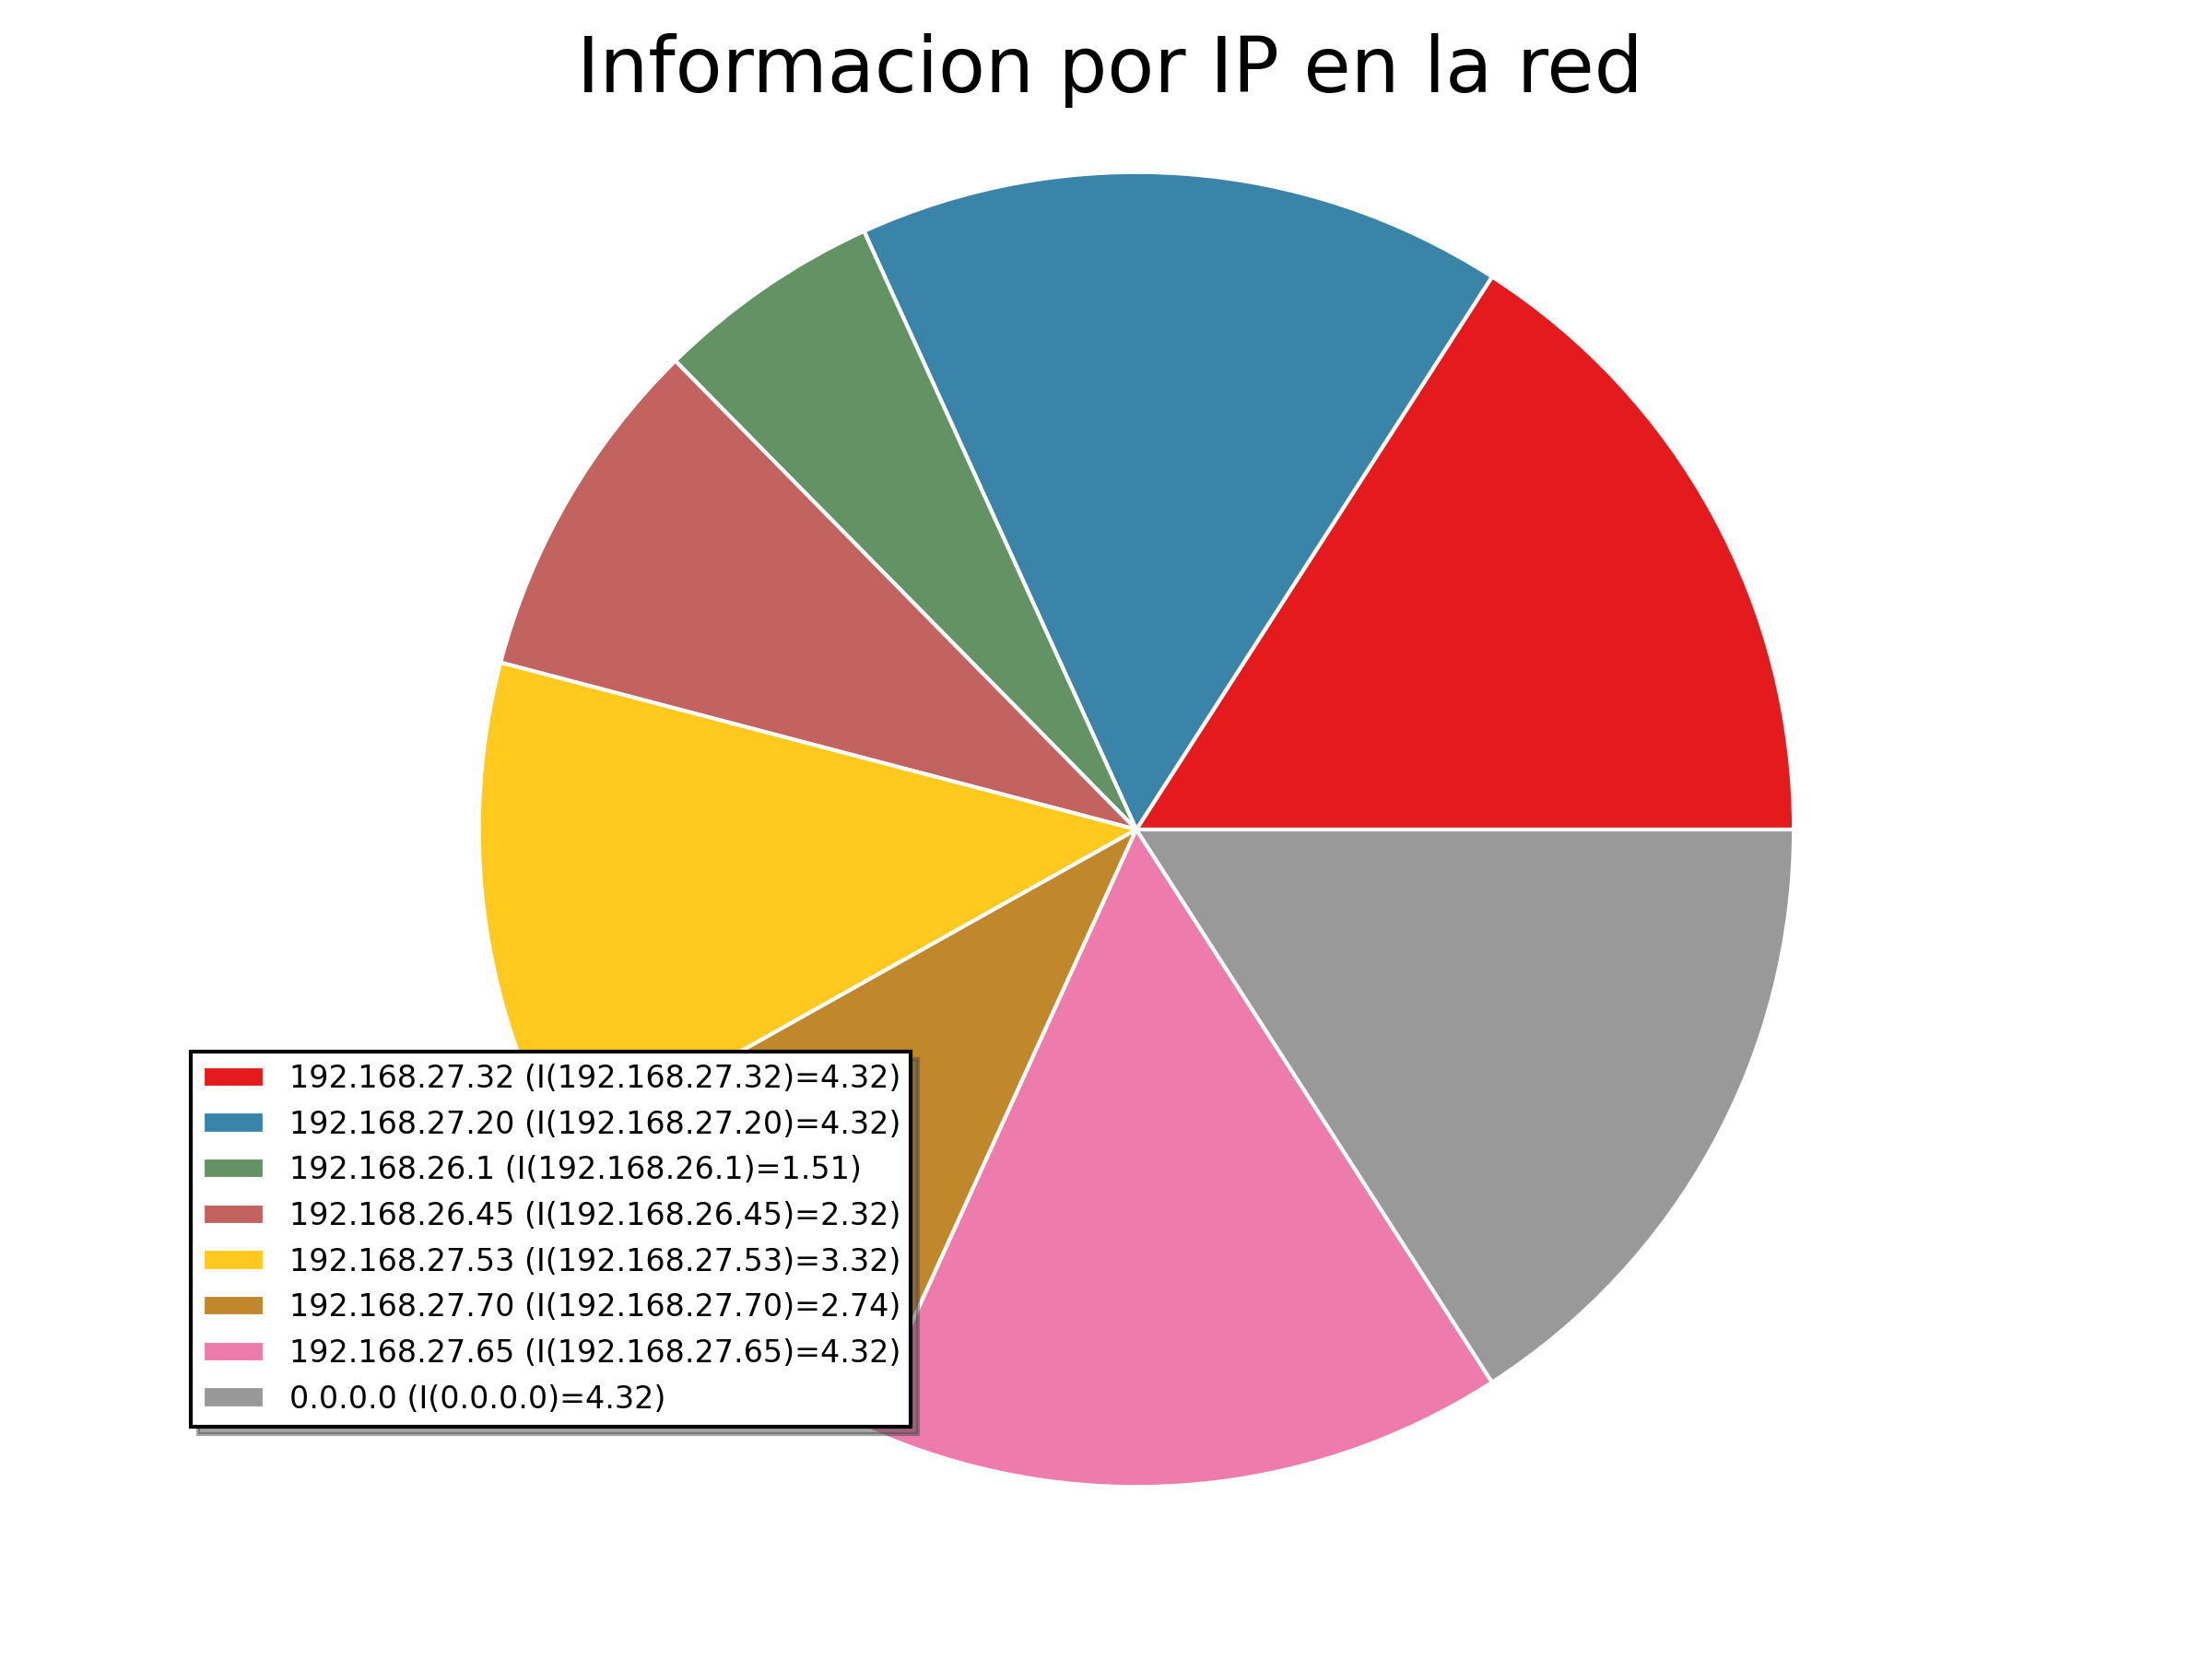 Informacion por IP en la red
192.168.27.32 (I(192.168.27.32)=4.32)
192.168.27.20 (I(192.168.27.20)=4.32)
192.168.26.1 (I(192.168.26.1)=1.51)
192.168.26.45 (I(192.168.26.45)=2.32)
192.168.27.53 (I(192.168.27.53)=3.32)
192.168.27.70 (I(192.168.27.70)=2.74)
192.168.27.65 (I(192.168.27.65)=4.32)
0.0.0.0 (I(0.0.0.0)=4.32)